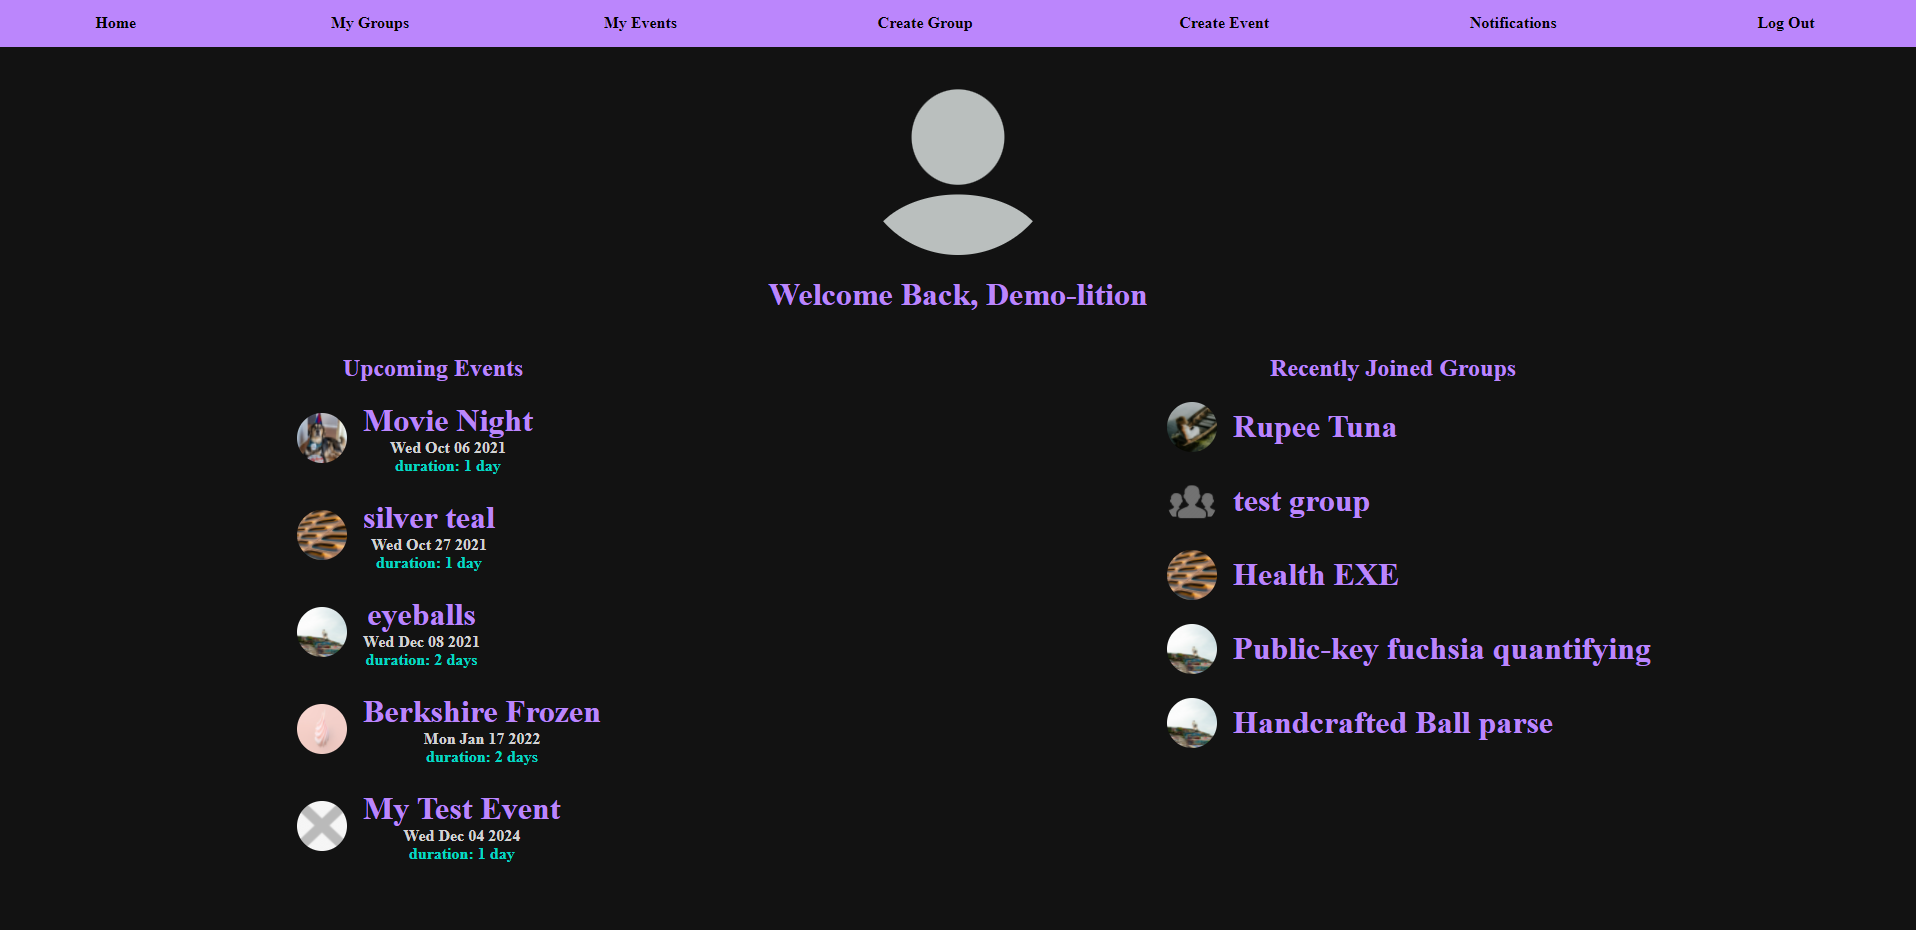 Home
My Groups
My Events
Create Group
Create Event
Notifications
Log Out
Welcome Back, Demo-lition
Upcoming Events
Movie Night
Wed Oct 06 2021
duration: 1 day
silver teal
Wed Oct 27 2021
duration: 1 day
eyeballs
Wed Dec 08 2021
duration: 2 days
Berkshire Frozen
Mon Jan 17 2022
duration: 2 days
My Test Event
Wed Dec 04 2024
duration: 1 day
Recently Joined Groups
Rupee Tuna
test group
Health EXE
Public-key fuchsia quantifying
Handcrafted Ball parse